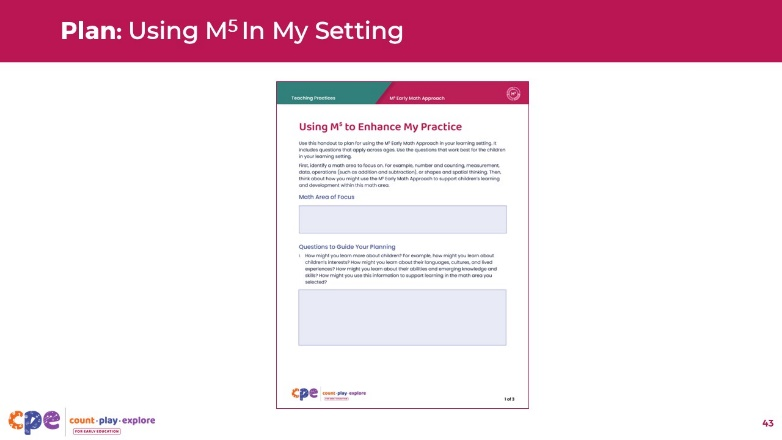 Plan: Using M⁵ In My Setting
Teaching Practices
M⁵ Early Math Approach
Using M⁵ to Enhance My Practice
Use this handout to plan for using the M⁵ Early Math Approach in your learning setting. It
includes questions that apply across ages. Use the questions that work best for the children
in your learning setting.
First, identify a math area to focus on, for example, number and counting, measurement,
data, operations (such as addition and subtraction), or shapes and spatial thinking. Then,
think about how you might use the M⁵ Early Math Approach to support children's learning
and development within this math area.
Math Area of Focus
Questions to Guide Your Planning
1. How might you learn more about children? For example, how might you learn about
children's interests? How might you learn about their languages, cultures, and lived
experiences? How might you learn about their abilities and emerging knowledge and
skills? How might you use this information to support learning in the math area you
selected?
cpe count·play·explore
1 of 3
cpe count·play·explore
FOR EARLY EDUCATION
43